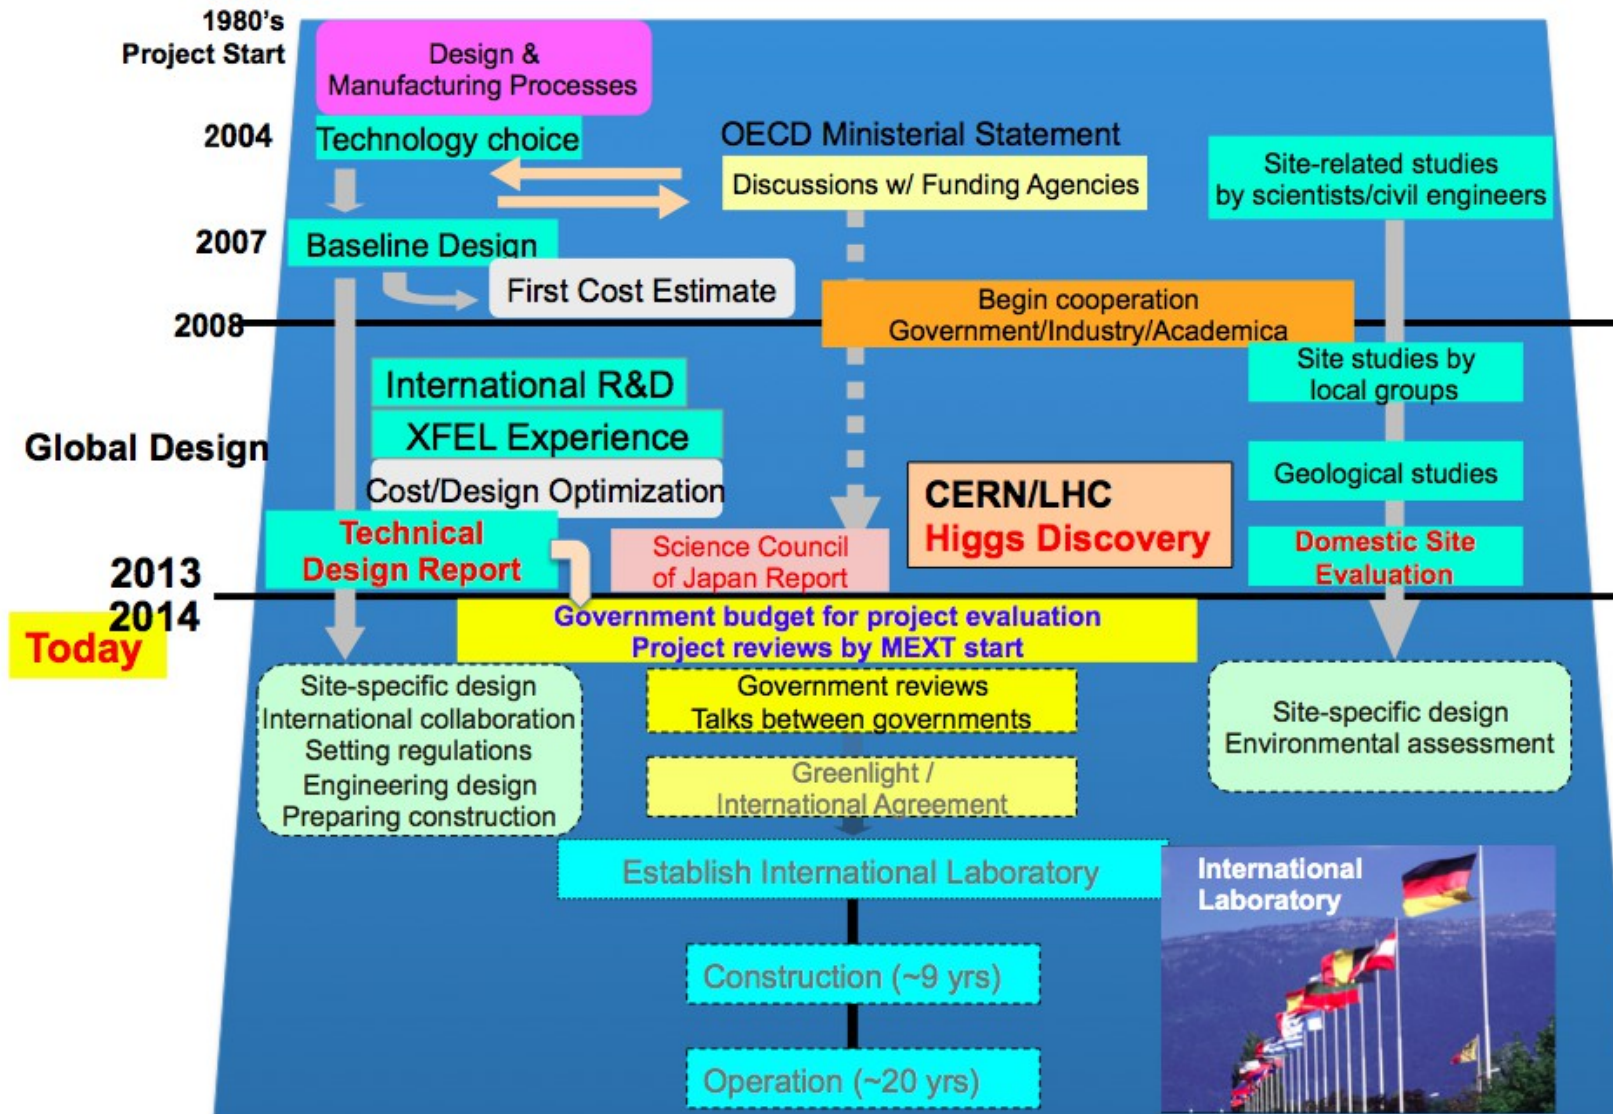 1980's
Project Start
Design &
Manufacturing Processes
2004
Technology choice
OECD Ministerial Statement
Discussions w/ Funding Agencies
Site-related studies
by scientists/civil engineers
2007
Baseline Design
First Cost Estimate
2008
Begin cooperation
Government/Industry/Academica
Site studies by
local groups
International R&D
XFEL Experience
Global Design
Cost/Design Optimization
Geological studies
CERN/LHC
Higgs Discovery
Technical
Design Report
Science Council
of Japan Report
Domestic Site
Evaluation
2013
2014
Today
Government budget for project evaluation
Project reviews by MEXT start
Site-specific design
International collaboration
Setting regulations
Engineering design
Preparing construction
Government reviews
Talks between governments
Site-specific design
Environmental assessment
Greenlight /
International Agreement
Establish International Laboratory
International
Laboratory
Construction (~9 yrs)
Operation (~20 yrs)